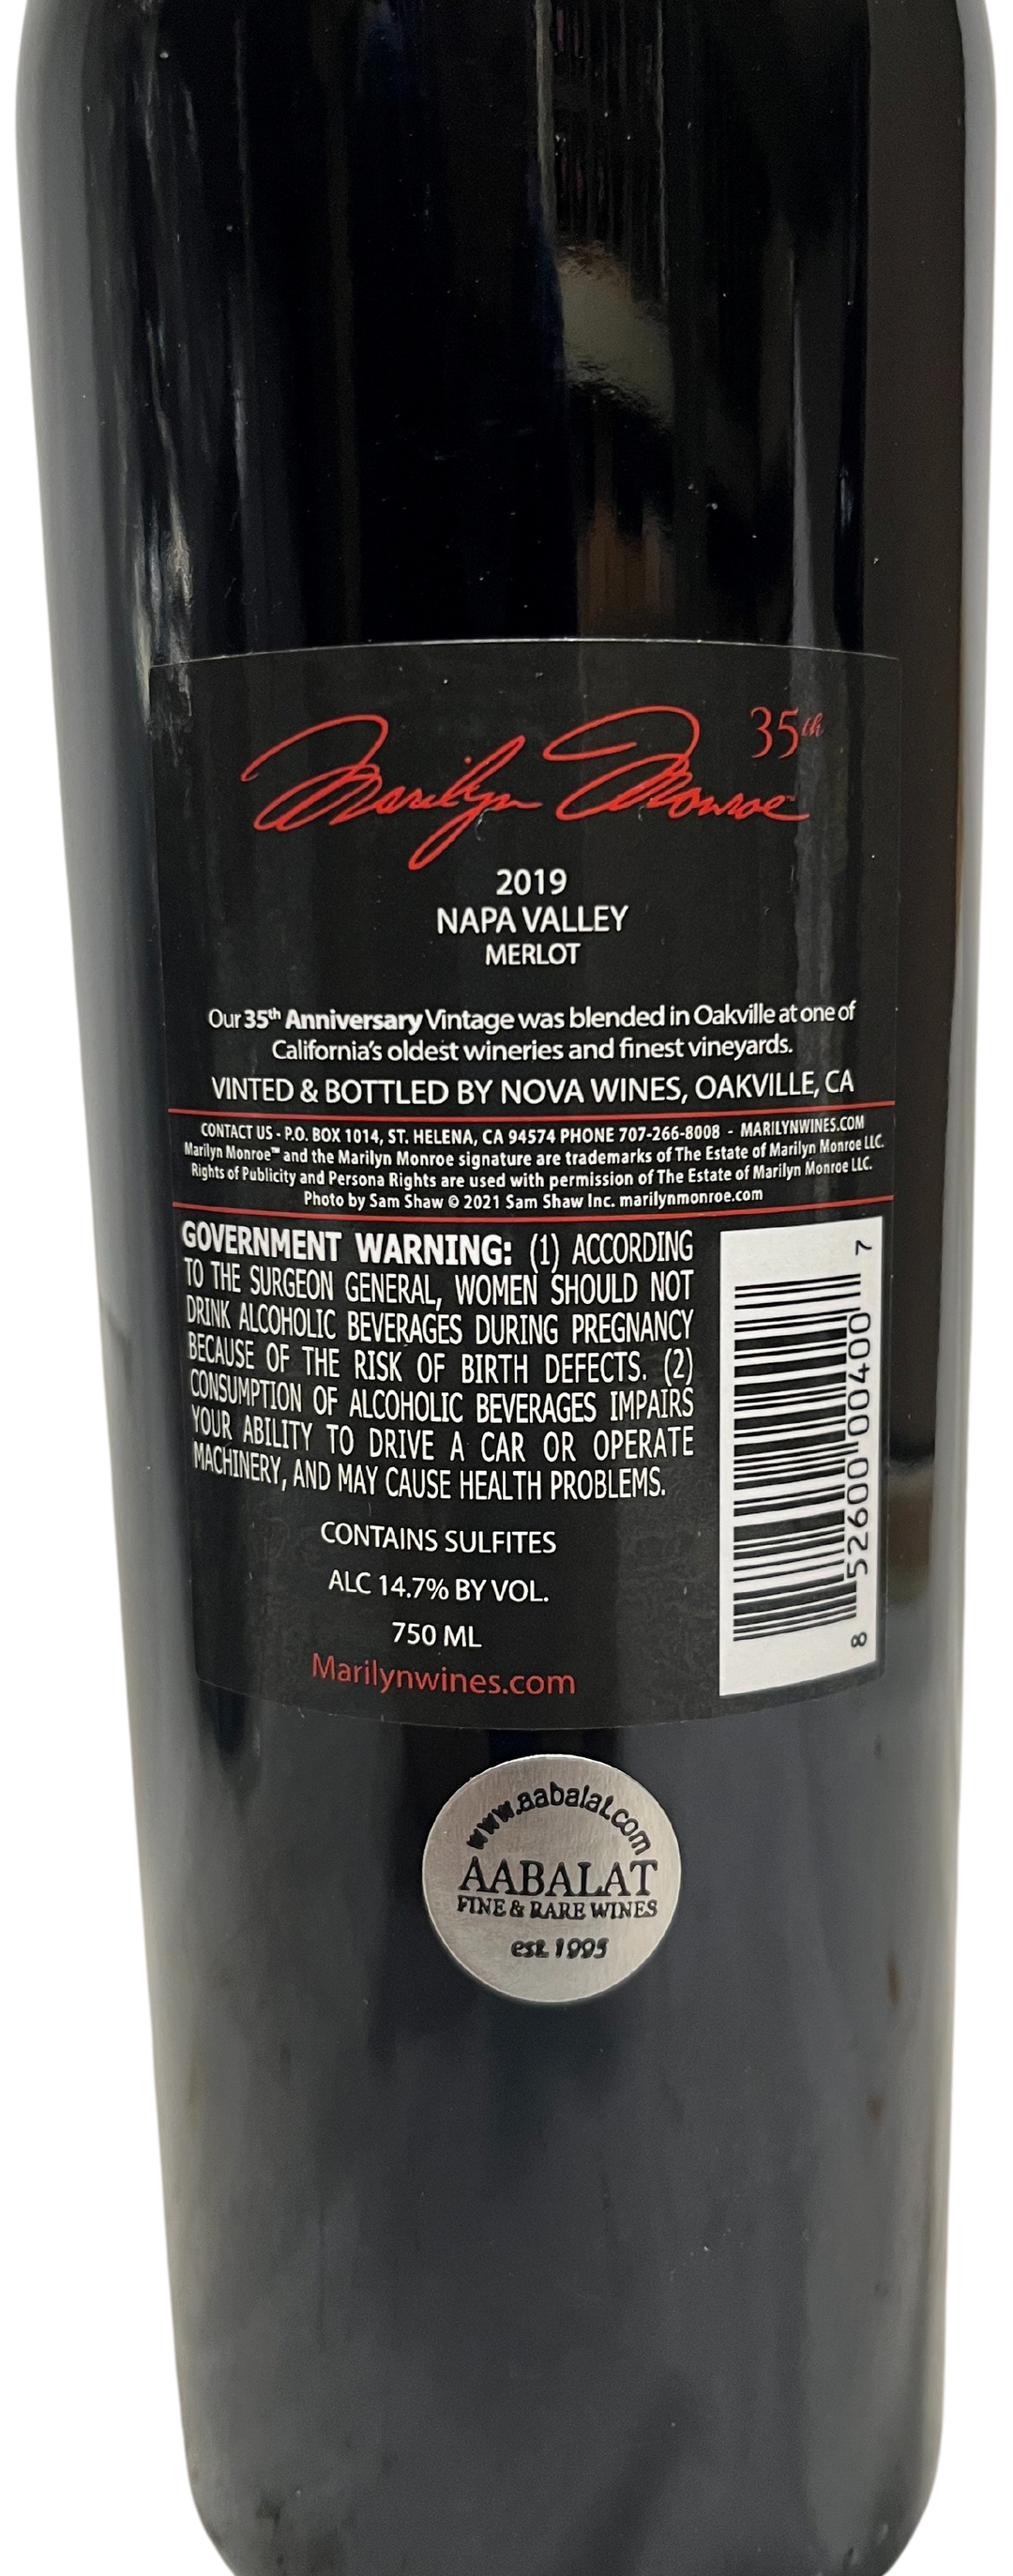 Marilyn Monroe™ 35th
2019
NAPA VALLEY
MERLOT
Our 35th Anniversary Vintage was blended in Oakville at one of
California's oldest wineries and finest vineyards.
VINTED & BOTTLED BY NOVA WINES, OAKVILLE, CA
CONTACT US - P.O. BOX 1014, ST. HELENA, CA 94574 PHONE 707-266-8008 - MARILYNWINES.COM
Marilyn Monroe™ and the Marilyn Monroe signature are trademarks of The Estate of Marilyn Monroe LLC.
Rights of Publicity and Persona Rights are used with permission of The Estate of Marilyn Monroe LLC.
Photo by Sam Shaw © 2021 Sam Shaw Inc. marilynmonroe.com
GOVERNMENT WARNING: (1) ACCORDING
TO THE SURGEON GENERAL, WOMEN SHOULD NOT
DRINK ALCOHOLIC BEVERAGES DURING PREGNANCY
BECAUSE OF THE RISK OF BIRTH DEFECTS. (2)
CONSUMPTION OF ALCOHOLIC BEVERAGES IMPAIRS
YOUR ABILITY TO DRIVE A CAR OR OPERATE
MACHINERY, AND MAY CAUSE HEALTH PROBLEMS.
CONTAINS SULFITES
ALC 14.7% BY VOL.
750 ML
Marilynwines.com
8 52600 00400 7
www.aabalat.com
AABALAT
FINE & RARE WINES
est. 1995